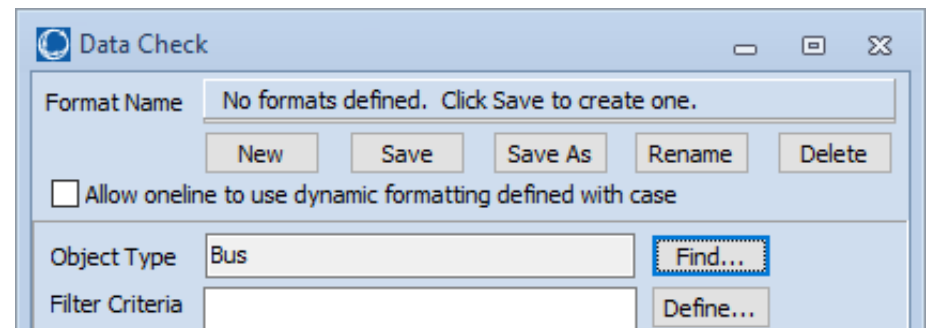 Data Check
Format Name No formats defined. Click Save to create one.
New Save Save As Rename Delete
Allow oneline to use dynamic formatting defined with case
Object Type Bus Find...
Filter Criteria Define...